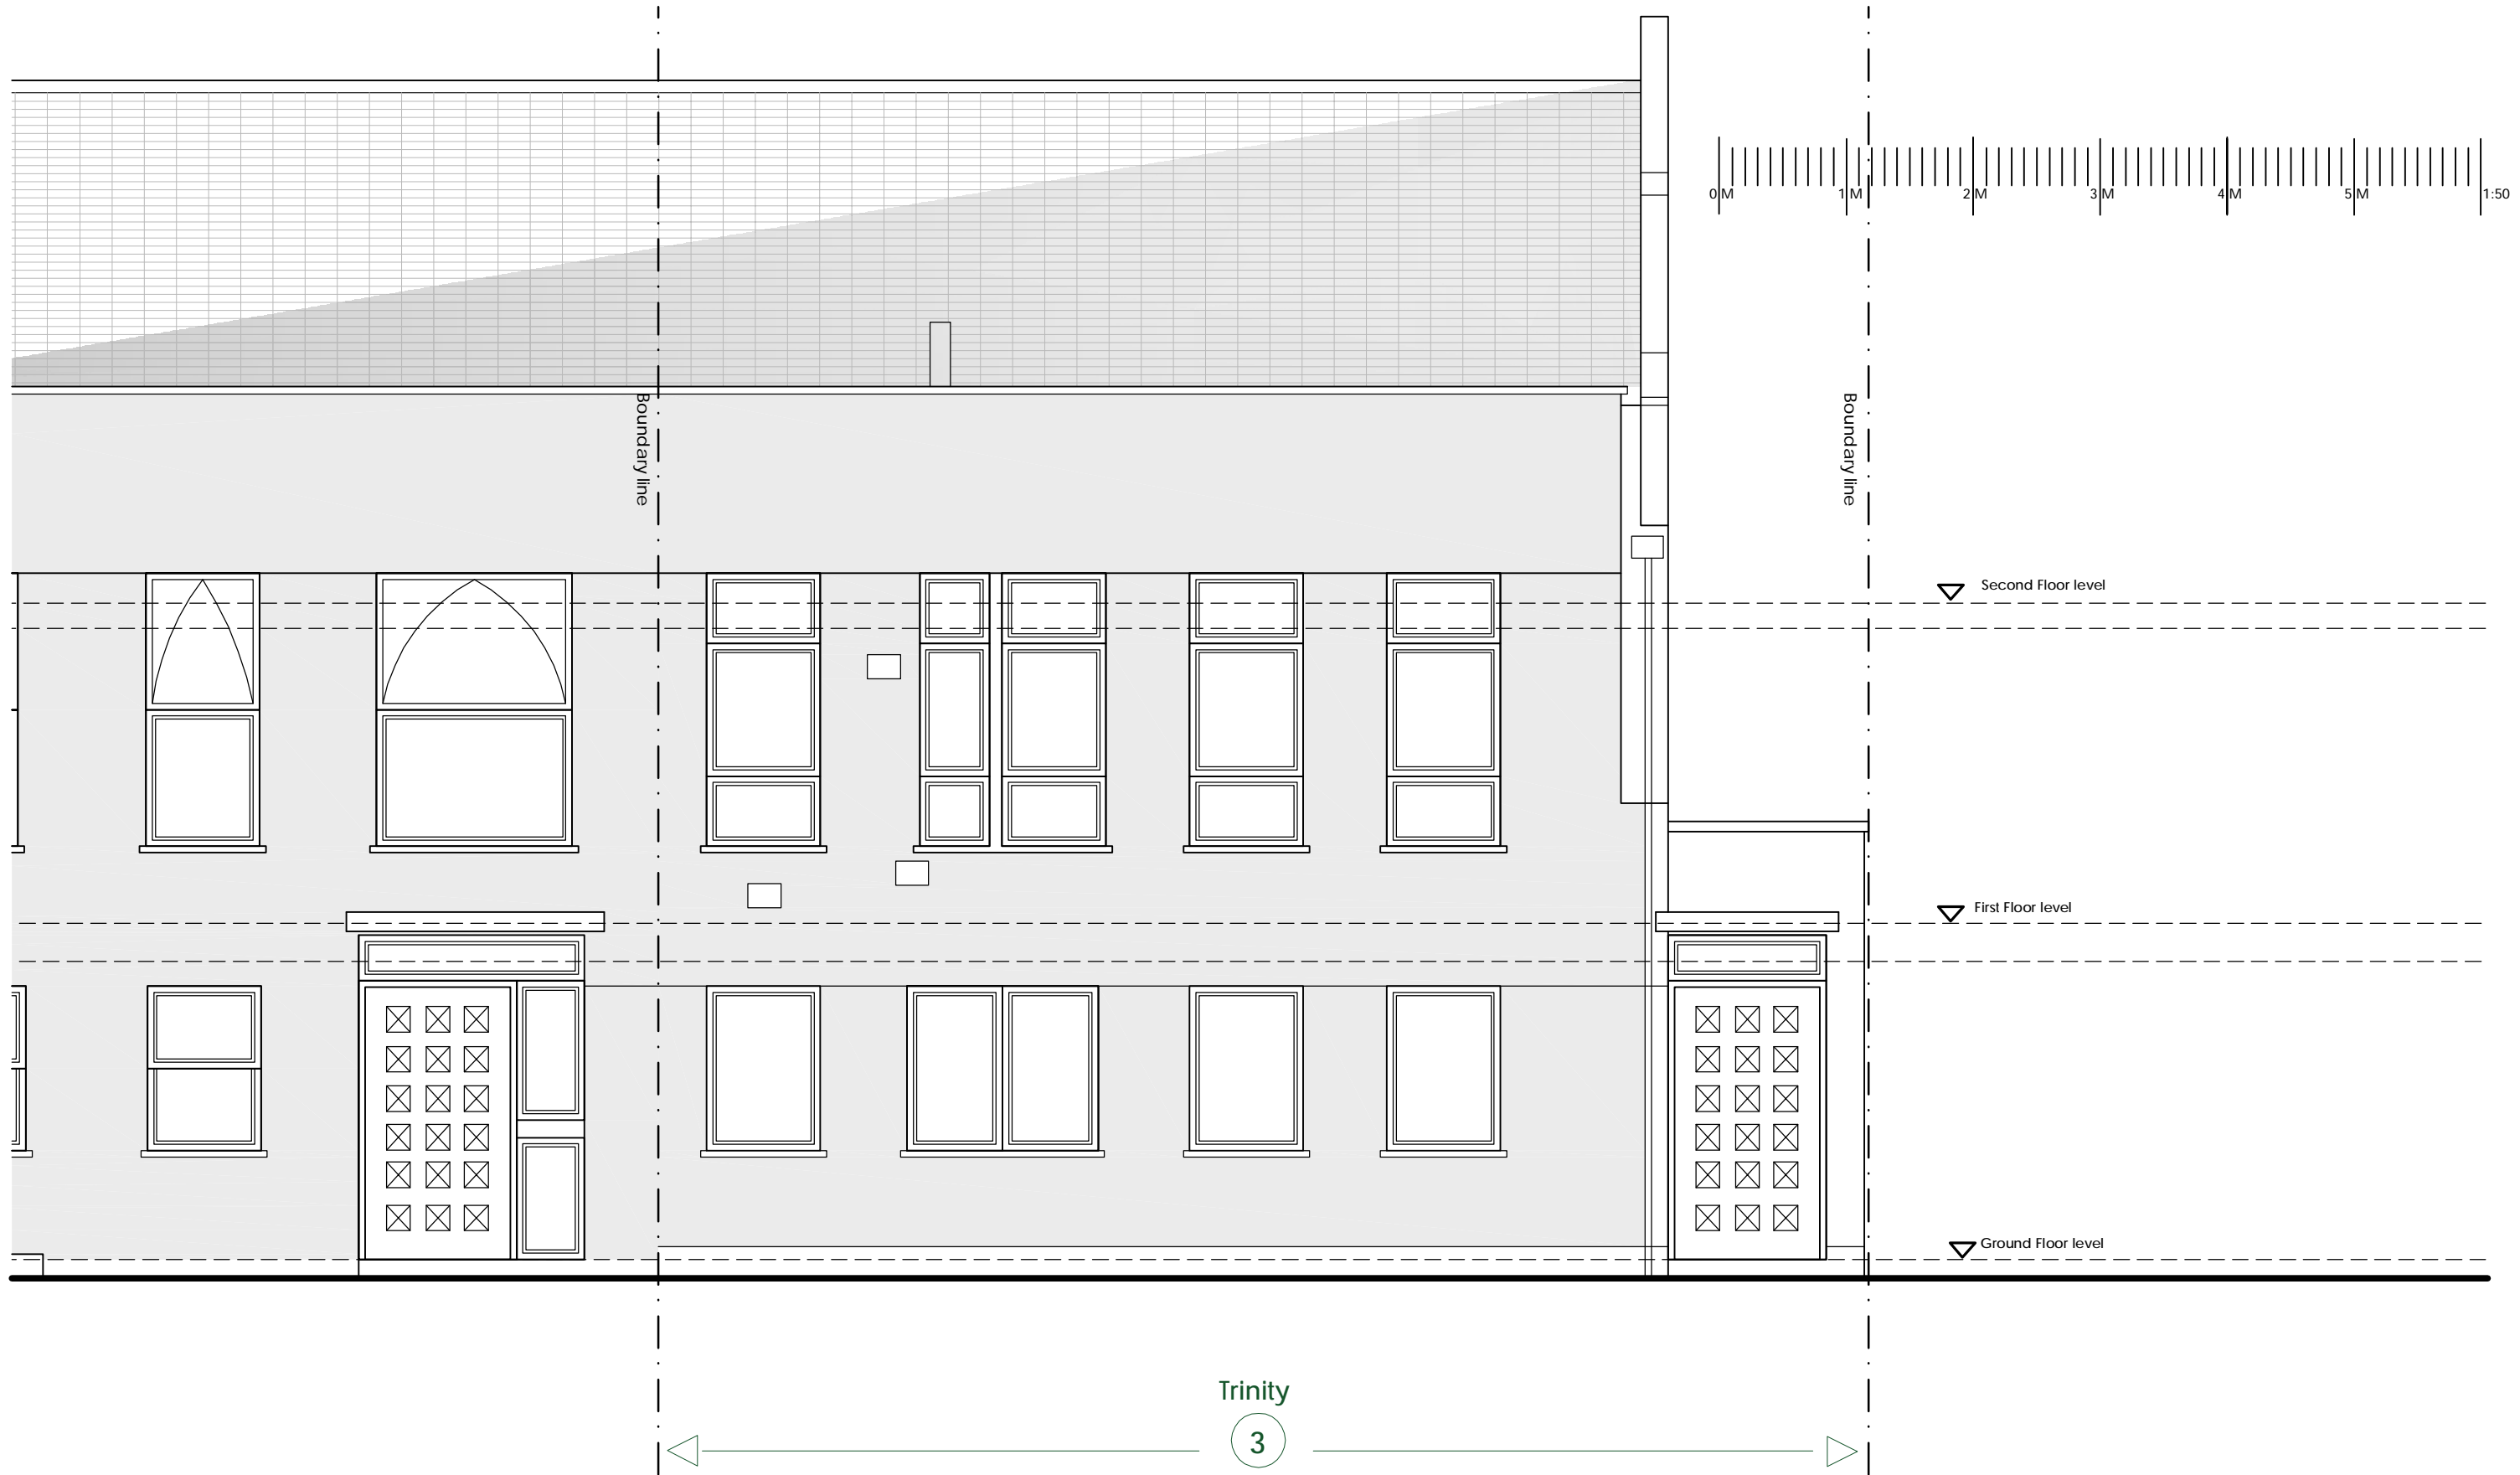 0 M 1 M 2 M 3 M 4 M 5 M 1:50
Boundary line
Boundary line
Second Floor level
First Floor level
Ground Floor level
Trinity
3